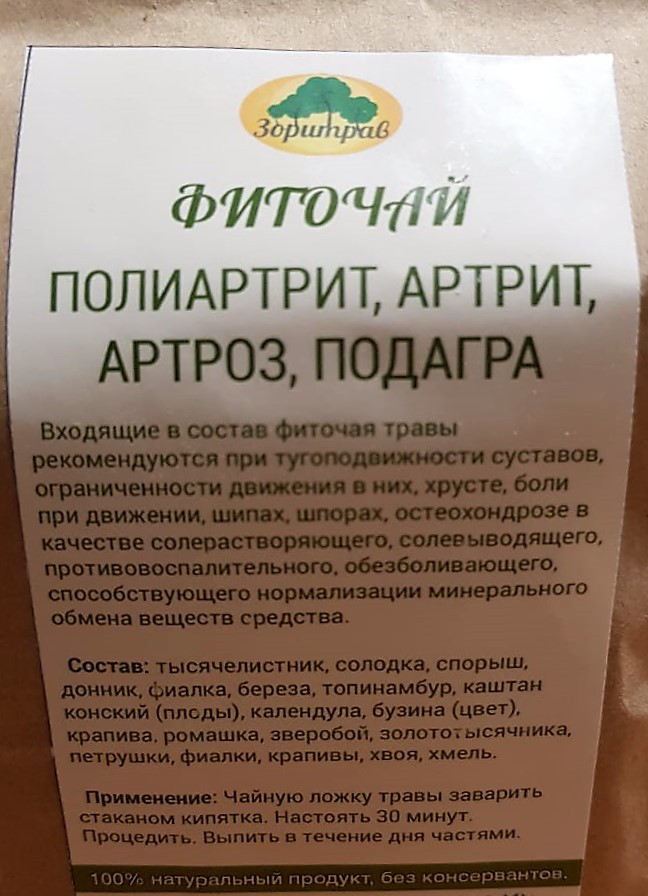 Зоритрав
ФИТОЧАЙ
ПОЛИАРТРИТ, АРТРИТ,
АРТРОЗ, ПОДАГРА
Входящие в состав фиточая травы
рекомендуются при тугоподвижности суставов,
ограниченности движения в них, хрусте, боли
при движении, шипах, шпорах, остеохондрозе в
качестве солерастворяющего, солевыводящего,
противовоспалительного, обезболивающего,
способствующего нормализации минерального
обмена веществ средства.
Состав: тысячелистник, солодка, спорыш,
донник, фиалка, береза, топинамбур, каштан
конский (плоды), календула, бузина (цвет),
крапива, ромашка, зверобой, золототысячника,
петрушки, фиалки, крапивы, хвоя, хмель.
Применение: Чайную ложку травы заварить
стаканом кипятка. Настоять 30 минут.
Процедить. Выпить в течение дня частями.
100% натуральный продукт, без консервантов.